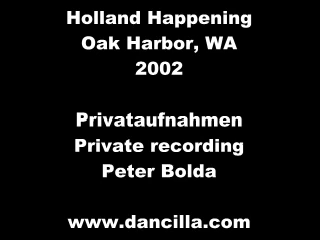 Holland Happening
Oak Harbor, WA
2002
Privataufnahmen
Private recording
Peter Bolda
www.dancilla.com